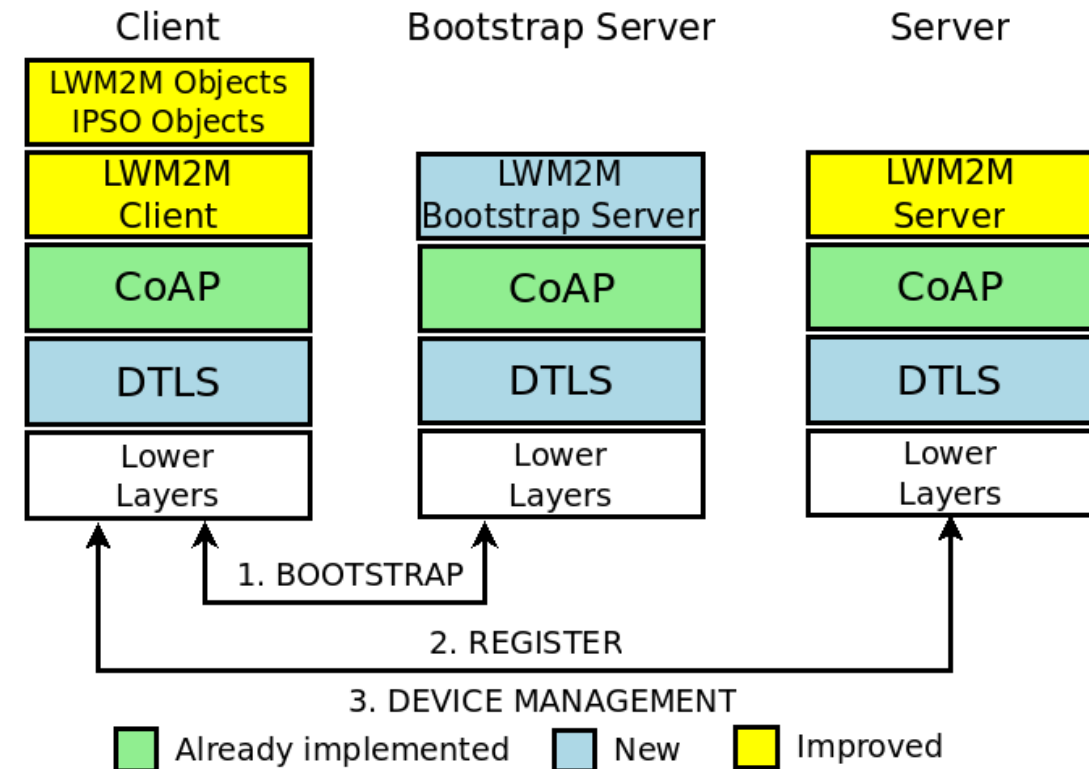 Client
Bootstrap Server
Server
LWM2M Objects
IPSO Objects
LWM2M
Client
CoAP
DTLS
Lower
Layers
LWM2M
Bootstrap Server
CoAP
DTLS
Lower
Layers
LWM2M
Server
CoAP
DTLS
Lower
Layers
1. BOOTSTRAP
2. REGISTER
3. DEVICE MANAGEMENT
Already implemented
New
Improved